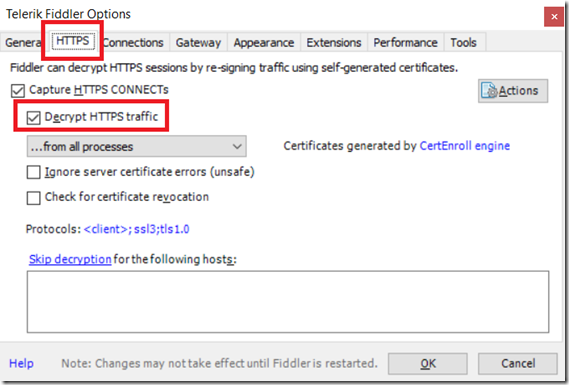 Telerik Fiddler Options
General HTTPS Connections Gateway Appearance Extensions Performance Tools
Fiddler can decrypt HTTPS sessions by re-signing traffic using self-generated certificates.
Capture HTTPS CONNECTs
Actions
Decrypt HTTPS traffic
...from all processes
Certificates generated by CertEnroll engine
Ignore server certificate errors (unsafe)
Check for certificate revocation
Protocols: <client>; ssl3;tls1.0
Skip decryption for the following hosts:
Help
Note: Changes may not take effect until Fiddler is restarted.
OK
Cancel